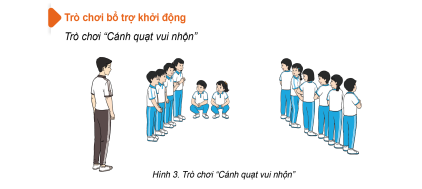 Trò chơi bổ trợ khởi động
Trò chơi "Cánh quạt vui nhộn"
Hình 3. Trò chơi "Cánh quạt vui nhộn"